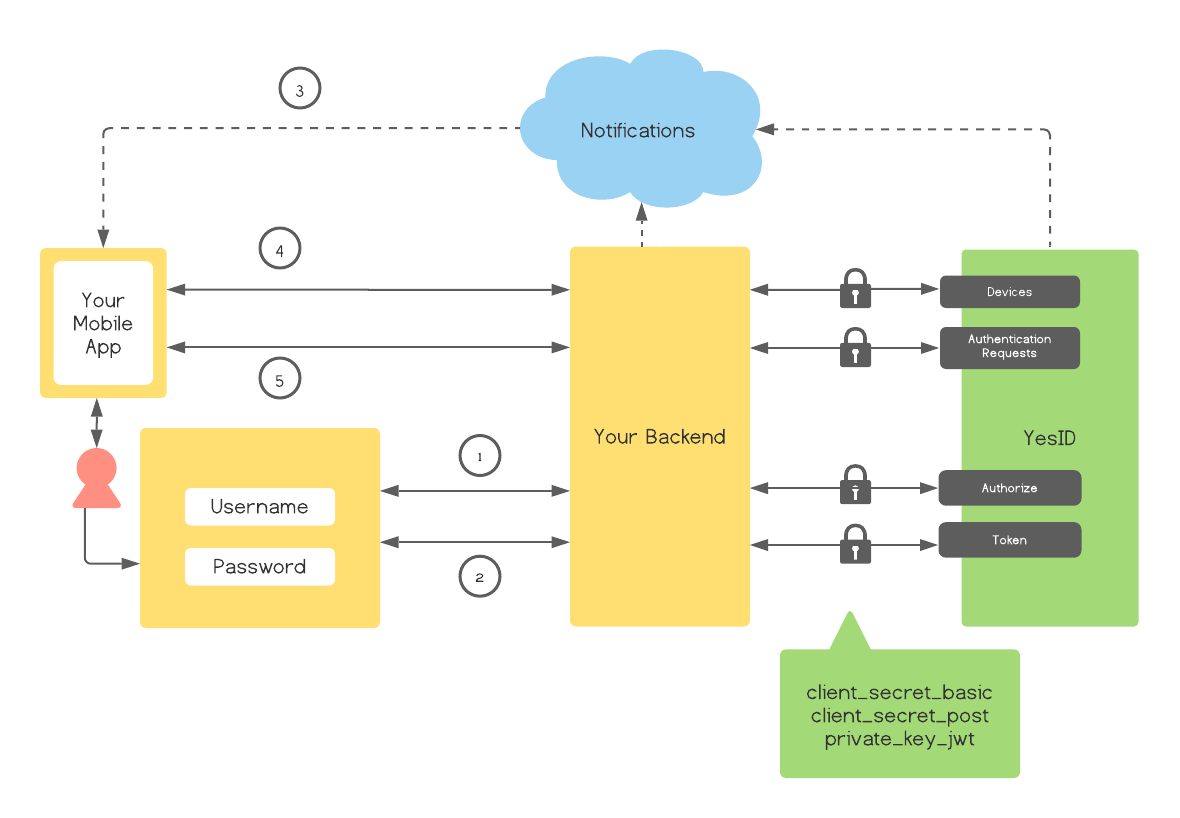 3
Notifications
4
Your
Mobile
App
Devices
Authentication
Requests
5
Your Backend
YesID
1
Username
Authorize
Password
Token
2
client_secret_basic
client_secret_post
private_key_jwt